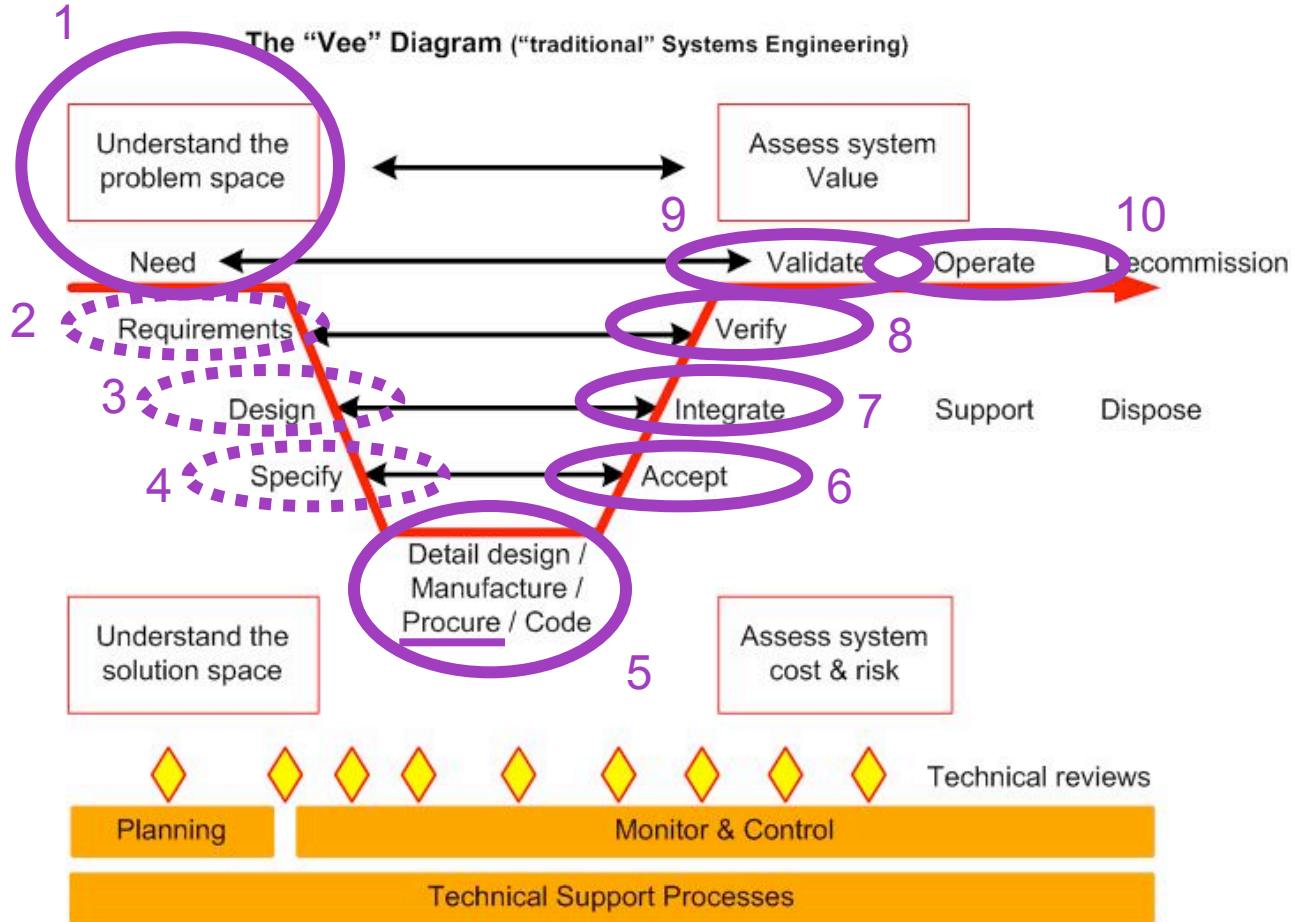 1
The “Vee” Diagram (“traditional” Systems Engineering)
Understand the
problem space
Assess system
Value
9
10
Need
Validate
Operate
Decommission
2
Requirements
Verify
8
3
Design
Integrate
7
Support
Dispose
4
Specify
Accept
6
Detail design /
Manufacture /
Procure / Code
5
Understand the
solution space
Assess system
cost & risk
Technical reviews
Planning
Monitor & Control
Technical Support Processes